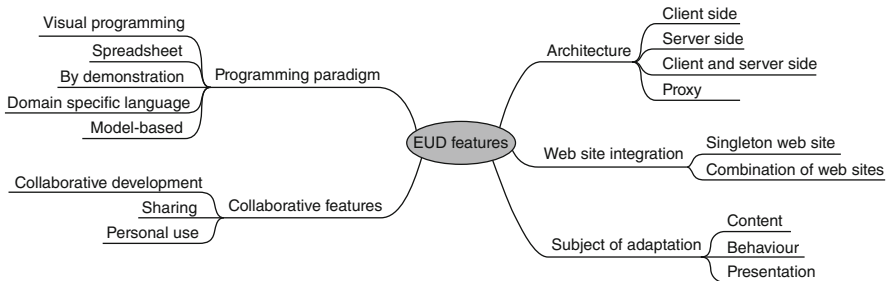 Visual programming
Spreadsheet
By demonstration
Domain specific language
Model-based
Programming paradigm
Collaborative development
Sharing
Personal use
Collaborative features
EUD features
Architecture
Client side
Server side
Client and server side
Proxy
Web site integration
Singleton web site
Combination of web sites
Subject of adaptation
Content
Behaviour
Presentation